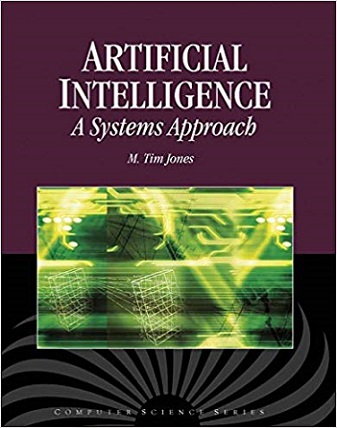 ARTIFICIAL
INTELLIGENCE
A Systems Approach
M. Tim Jones
COMPUTER SCIENCE SERIES